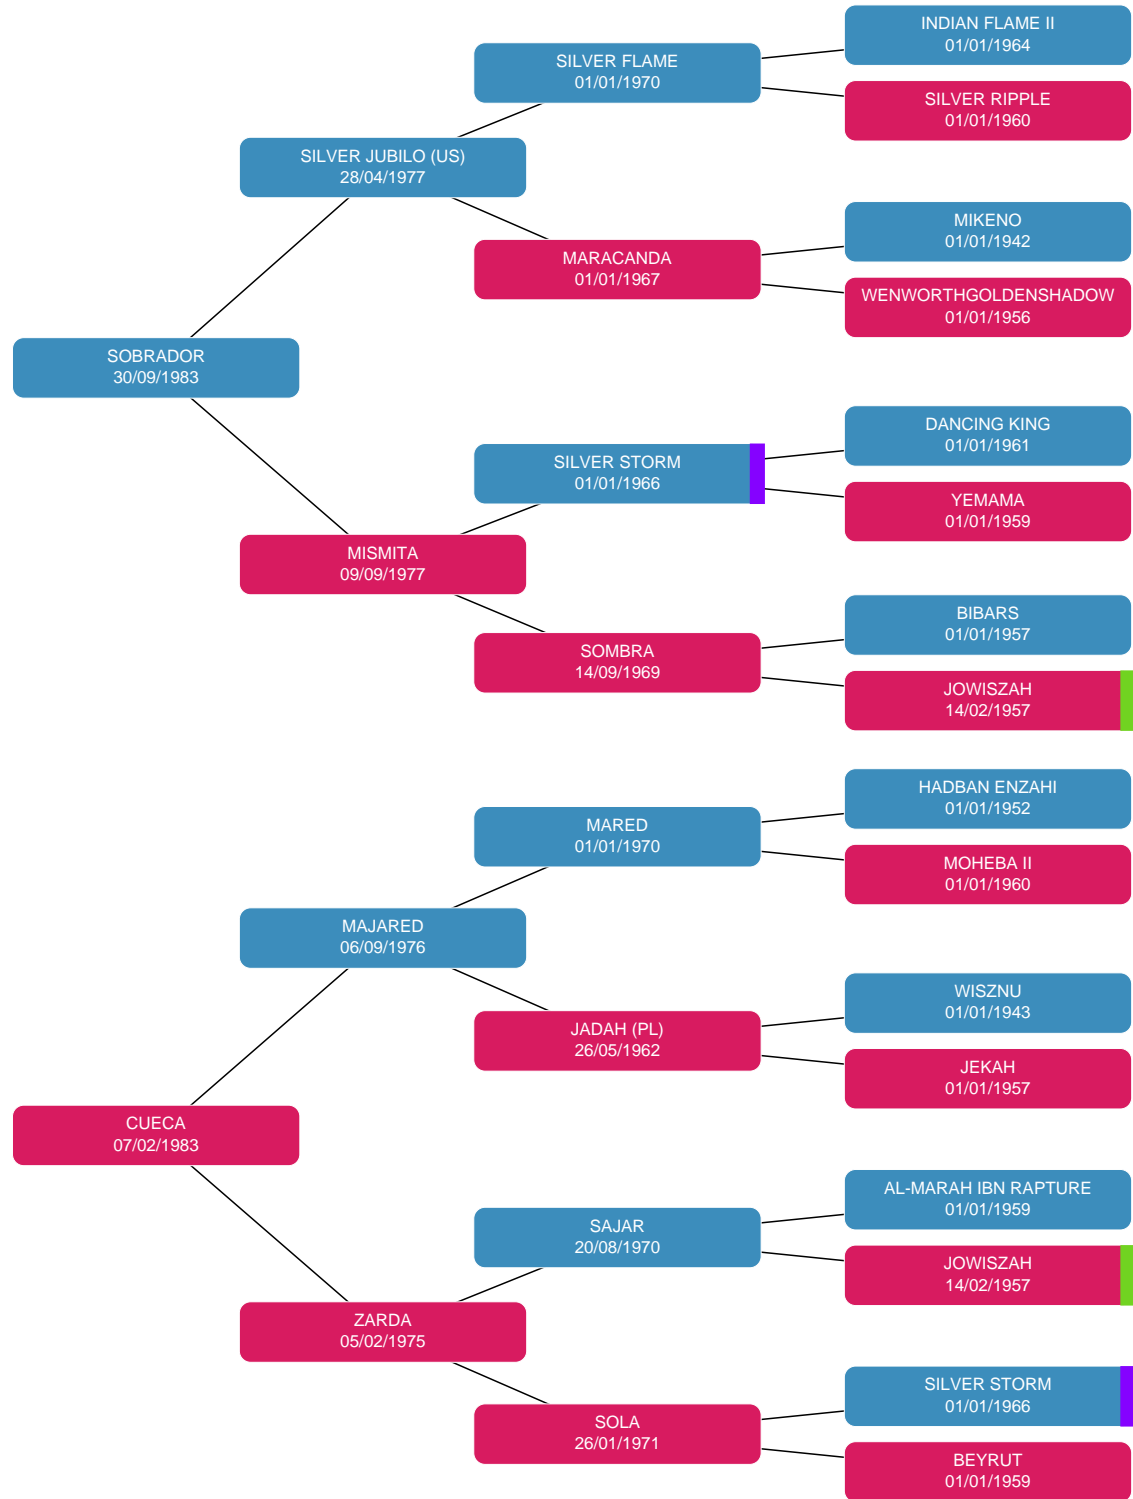 INDIAN FLAME II
01/01/1964
SILVER FLAME
01/01/1970
SILVER RIPPLE
01/01/1960
SILVER JUBILO (US)
28/04/1977
MIKENO
01/01/1942
MARACANDA
01/01/1967
WENWORTHGOLDENSHADOW
01/01/1956
SOBRADOR
30/09/1983
DANCING KING
01/01/1961
SILVER STORM
01/01/1966
YEMAMA
01/01/1959
MISMITA
09/09/1977
BIBARS
01/01/1957
SOMBRA
14/09/1969
JOWISZAH
14/02/1957
HADBAN ENZAHI
01/01/1952
MARED
01/01/1970
MOHEBA II
01/01/1960
MAJARED
06/09/1976
WISZNU
01/01/1943
JADAH (PL)
26/05/1962
JEKAH
01/01/1957
CUECA
07/02/1983
AL-MARAH IBN RAPTURE
01/01/1959
SAJAR
20/08/1970
JOWISZAH
14/02/1957
ZARDA
05/02/1975
SILVER STORM
01/01/1966
SOLA
26/01/1971
BEYRUT
01/01/1959